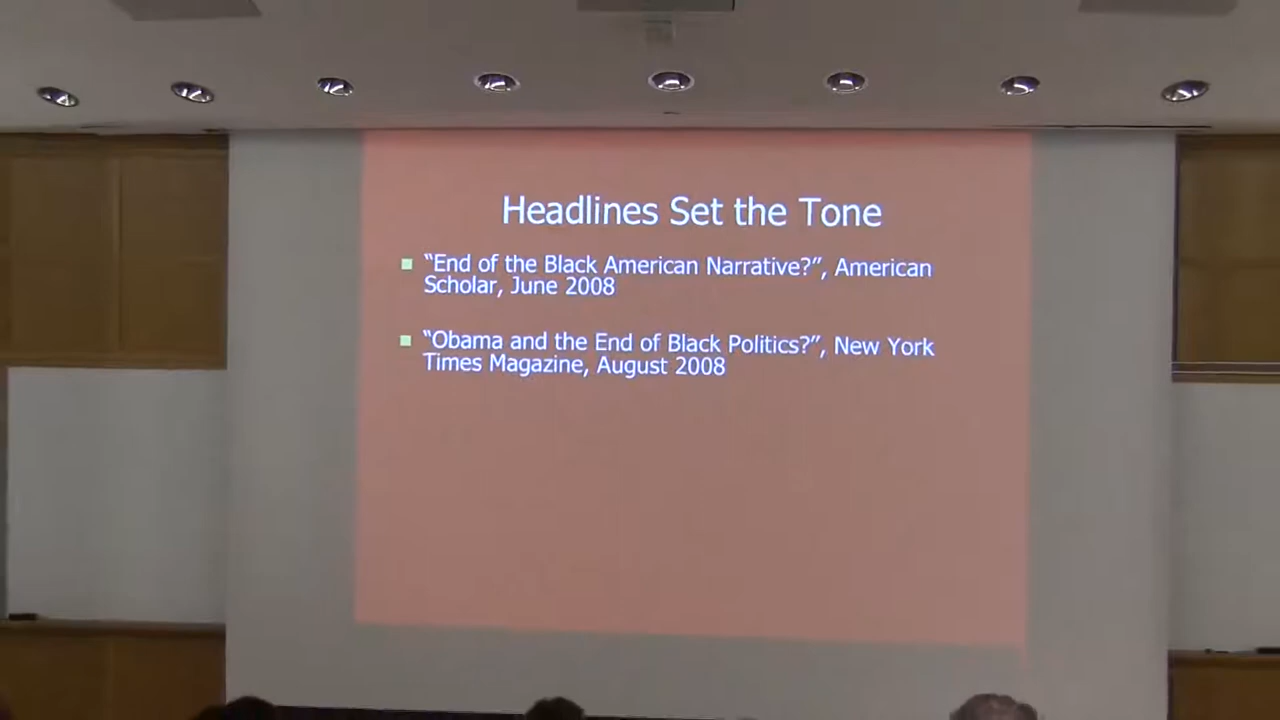 Headlines Set the Tone
“End of the Black American Narrative?”, American
Scholar, June 2008
“Obama and the End of Black Politics?”, New York
Times Magazine, August 2008